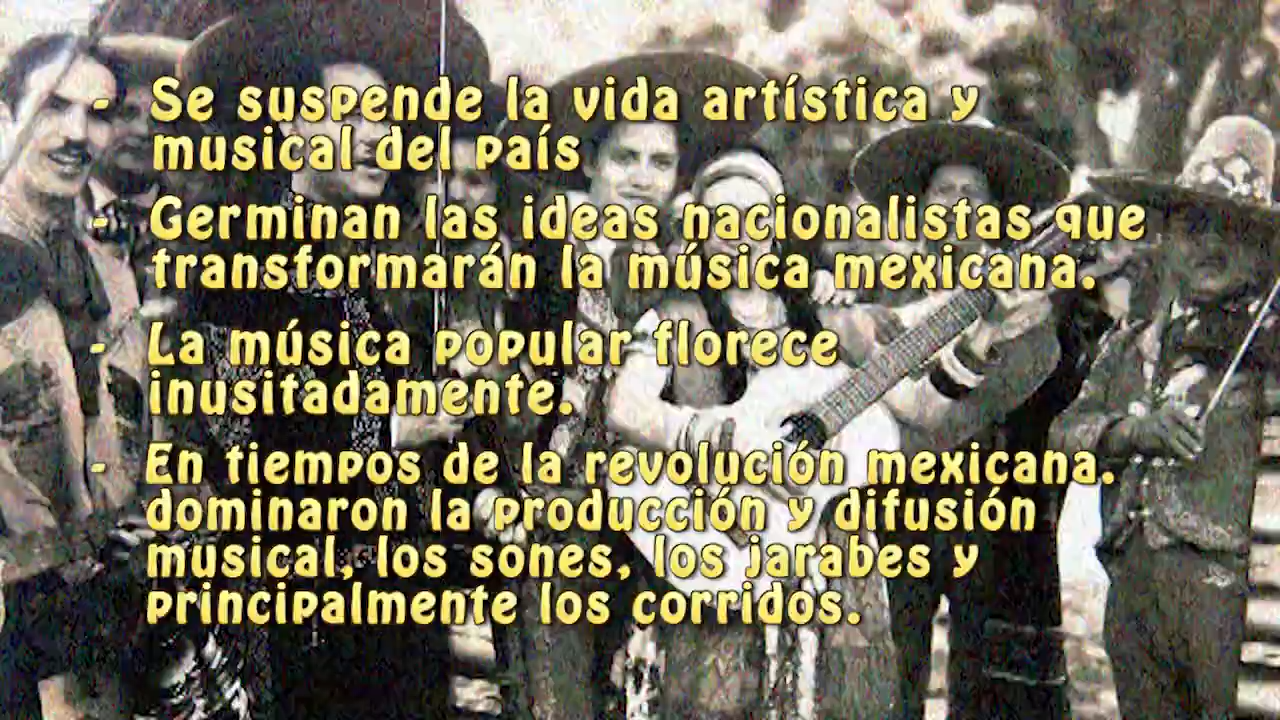 - Se suspende la vida artística y
musical del país
- Germinan las ideas nacionalistas que
transformarán la música mexicana.
- La música popular florece
inusitadamente.
- En tiempos de la revolución mexicana.
dominaron la producción y difusión
musical, los sones, los jarabes y
principalmente los corridos.